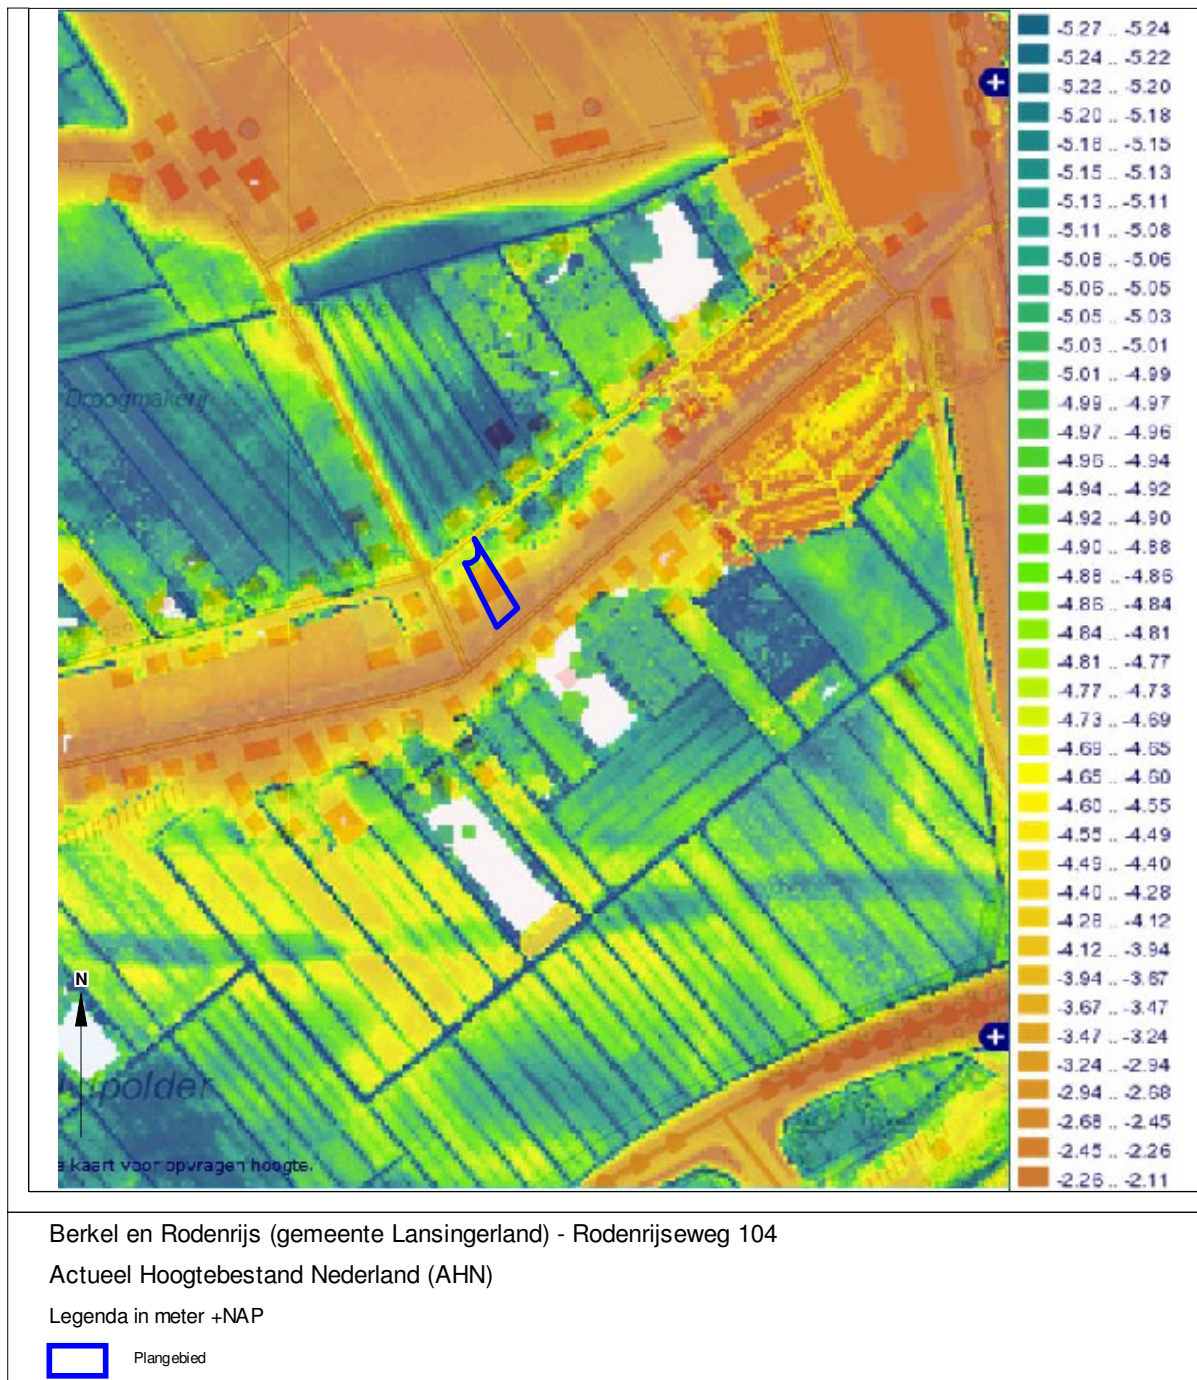 -5.27 .. -5.24
-5.24 .. -5.22
-5.22 .. -5.20
-5.20 .. -5.18
-5.18 .. -5.15
-5.15 .. -5.13
-5.13 .. -5.11
-5.11 .. -5.08
-5.08 .. -5.06
-5.06 .. -5.05
-5.05 .. -5.03
-5.03 .. -5.01
-5.01 .. -4.99
-4.99 .. -4.97
-4.97 .. -4.96
-4.96 .. -4.94
-4.94 .. -4.92
-4.92 .. -4.90
-4.90 .. -4.88
-4.88 .. -4.86
-4.86 .. -4.84
-4.84 .. -4.81
-4.81 .. -4.77
-4.77 .. -4.73
-4.73 .. -4.69
-4.69 .. -4.65
-4.65 .. -4.60
-4.60 .. -4.55
-4.55 .. -4.49
-4.49 .. -4.40
-4.40 .. -4.28
-4.28 .. -4.12
-4.12 .. -3.94
-3.94 .. -3.67
-3.67 .. -3.47
-3.47 .. -3.24
-3.24 .. -2.94
-2.94 .. -2.68
-2.68 .. -2.45
-2.45 .. -2.26
-2.26 .. -2.11
Droogmakerij
N
polder
kaart voor opvragen hoogte.
Berkel en Rodenrijs (gemeente Lansingerland) - Rodenrijseweg 104
Actueel Hoogtebestand Nederland (AHN)
Legenda in meter +NAP
Plangebied